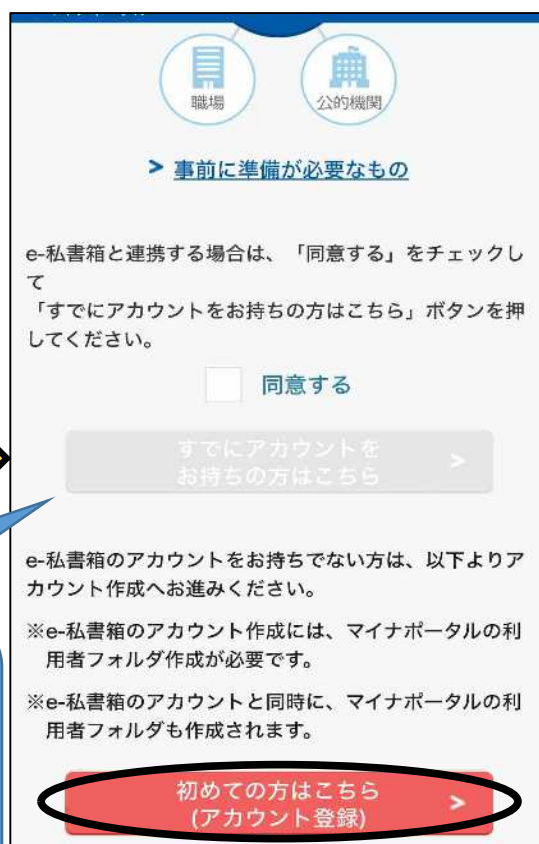 職場
公的機関
> 事前に準備が必要なもの
e-私書箱と連携する場合は、「同意する」をチェックし
て
「すでにアカウントをお持ちの方はこちら」ボタンを押
してください。
同意する
すでにアカウントを
お持ちの方はこちら >
e-私書箱のアカウントをお持ちでない方は、以下よりア
カウント作成へお進みください。
※e-私書箱のアカウント作成には、マイナポータルの利
用者フォルダ作成が必要です。
※e-私書箱のアカウントと同時に、マイナポータルの利
用者フォルダも作成されます。
初めての方はこちら
(アカウント登録) >